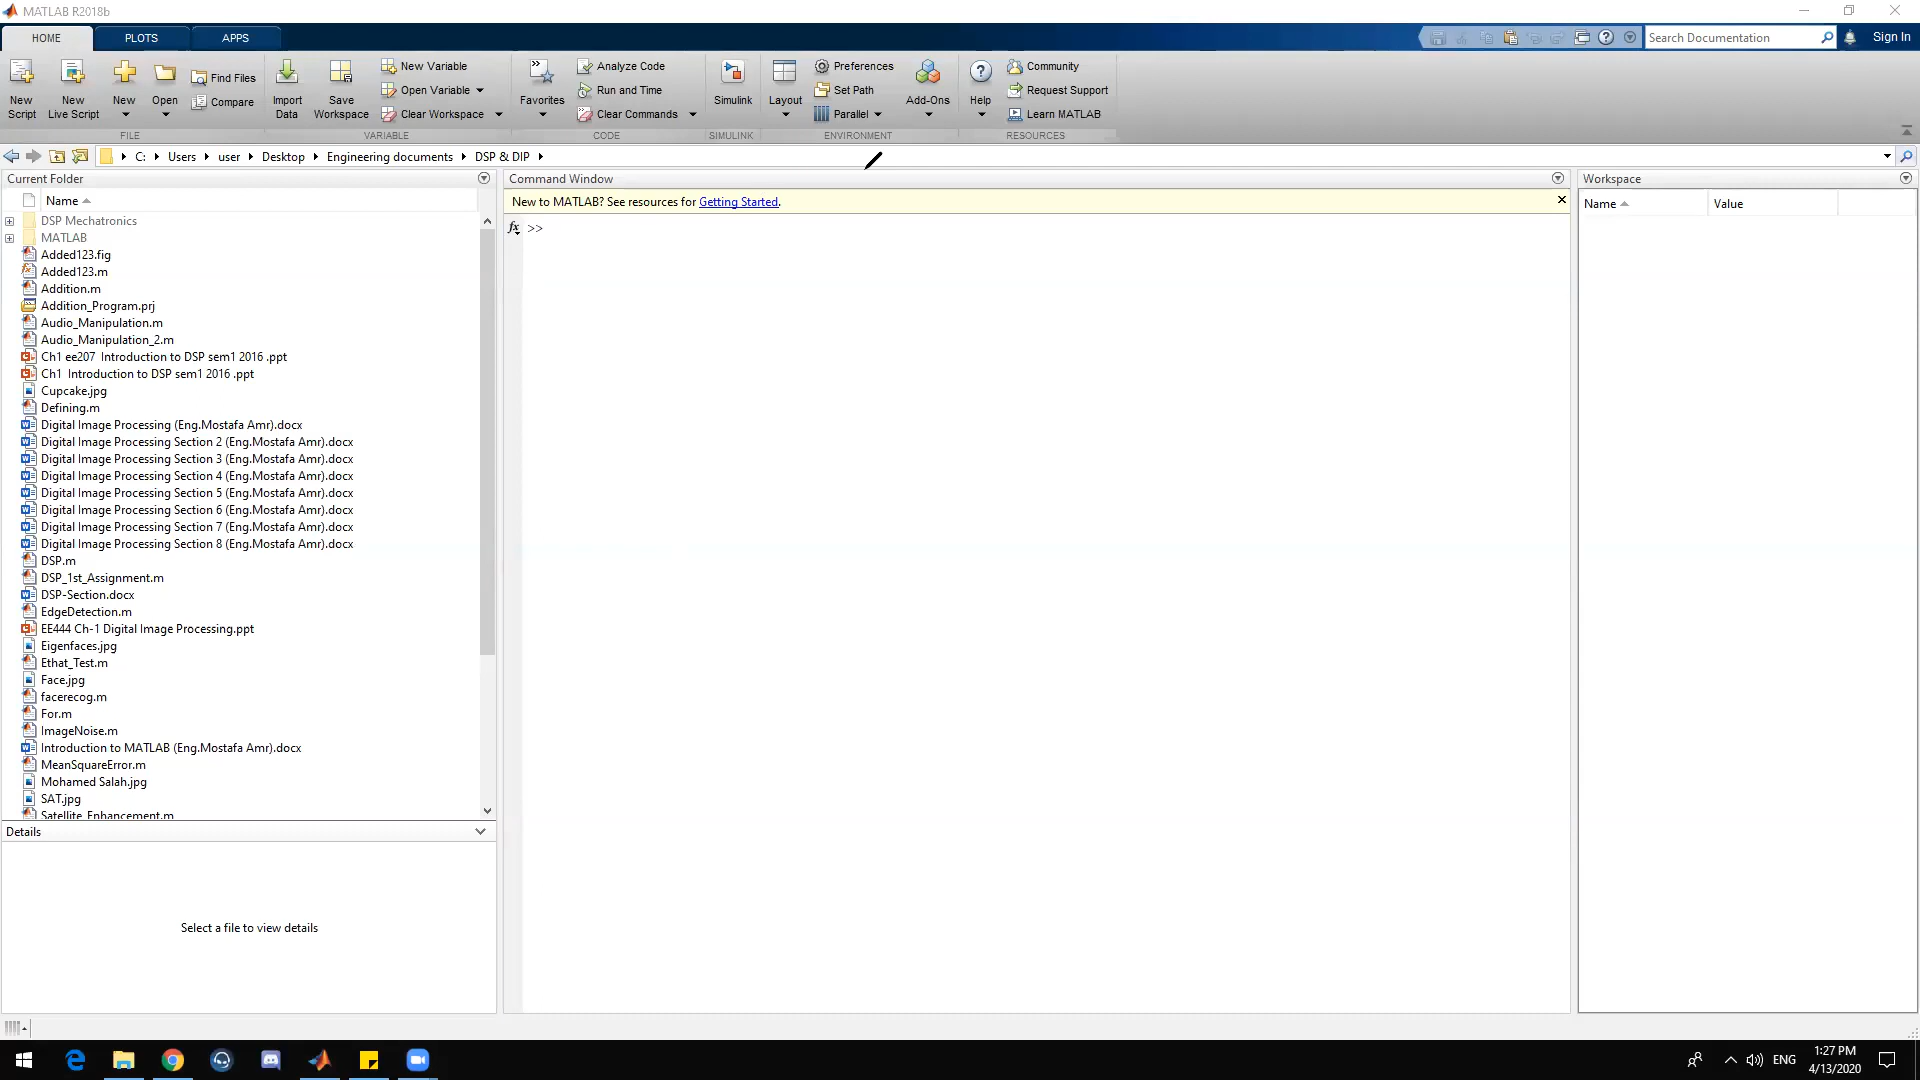 MATLAB R2018b
HOME
PLOTS
APPS
Search Documentation
Sign In
New Script
New Live Script
New
Open
Find Files
Compare
FILE
Import Data
Save Workspace
New Variable
Open Variable
Clear Workspace
VARIABLE
Favorites
Analyze Code
Run and Time
Clear Commands
CODE
Simulink
SIMULINK
Layout
Preferences
Set Path
Parallel
ENVIRONMENT
Add-Ons
Help
Community
Request Support
Learn MATLAB
RESOURCES
C: Users user Desktop Engineering documents DSP & DIP
Current Folder
Name
DSP Mechatronics
MATLAB
Added123.fig
Added123.m
Addition.m
Addition_Program.prj
Audio_Manipulation.m
Audio_Manipulation_2.m
Ch1 ee207  Introduction to DSP sem1 2016 .ppt
Ch1  Introduction to DSP sem1 2016 .ppt
Cupcake.jpg
Defining.m
Digital Image Processing (Eng.Mostafa Amr).docx
Digital Image Processing Section 2 (Eng.Mostafa Amr).docx
Digital Image Processing Section 3 (Eng.Mostafa Amr).docx
Digital Image Processing Section 4 (Eng.Mostafa Amr).docx
Digital Image Processing Section 5 (Eng.Mostafa Amr).docx
Digital Image Processing Section 6 (Eng.Mostafa Amr).docx
Digital Image Processing Section 7 (Eng.Mostafa Amr).docx
Digital Image Processing Section 8 (Eng.Mostafa Amr).docx
DSP.m
DSP_1st_Assignment.m
DSP-Section.docx
EdgeDetection.m
EE444 Ch-1 Digital Image Processing.ppt
Eigenfaces.jpg
Ethat_Test.m
Face.jpg
facerecog.m
For.m
ImageNoise.m
Introduction to MATLAB (Eng.Mostafa Amr).docx
MeanSquareError.m
Mohamed Salah.jpg
SAT.jpg
Satellite_Enhancement.m
Details
Select a file to view details
Command Window
New to MATLAB? See resources for Getting Started.
fx >>
Workspace
Name
Value
ENG
1:27 PM
4/13/2020